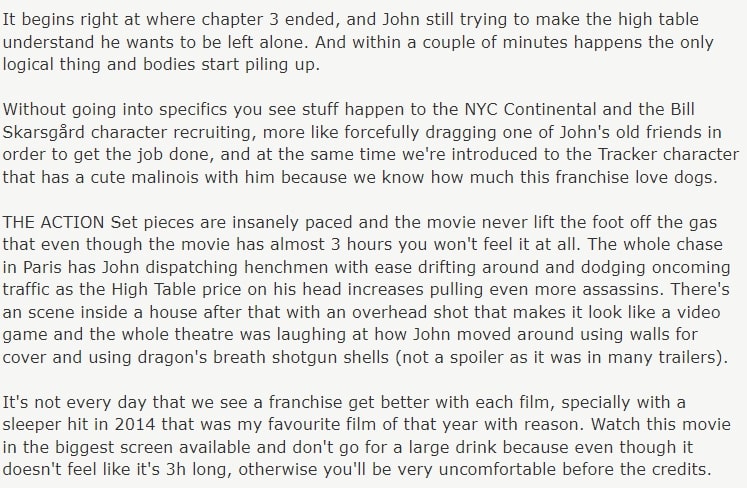 It begins right at where chapter 3 ended, and John still trying to make the high table
understand he wants to be left alone. And within a couple of minutes happens the only
logical thing and bodies start piling up.
Without going into specifics you see stuff happen to the NYC Continental and the Bill
Skarsgård character recruiting, more like forcefully dragging one of John's old friends in
order to get the job done, and at the same time we're introduced to the Tracker character
that has a cute malinois with him because we know how much this franchise love dogs.
THE ACTION Set pieces are insanely paced and the movie never lift the foot off the gas
that even though the movie has almost 3 hours you won't feel it at all. The whole chase
in Paris has John dispatching henchmen with ease drifting around and dodging oncoming
traffic as the High Table price on his head increases pulling even more assassins. There's
an scene inside a house after that with an overhead shot that makes it look like a video
game and the whole theatre was laughing at how John moved around using walls for
cover and using dragon's breath shotgun shells (not a spoiler as it was in many trailers).
It's not every day that we see a franchise get better with each film, specially with a
sleeper hit in 2014 that was my favourite film of that year with reason. Watch this movie
in the biggest screen available and don't go for a large drink because even though it
doesn't feel like it's 3h long, otherwise you'll be very uncomfortable before the credits.